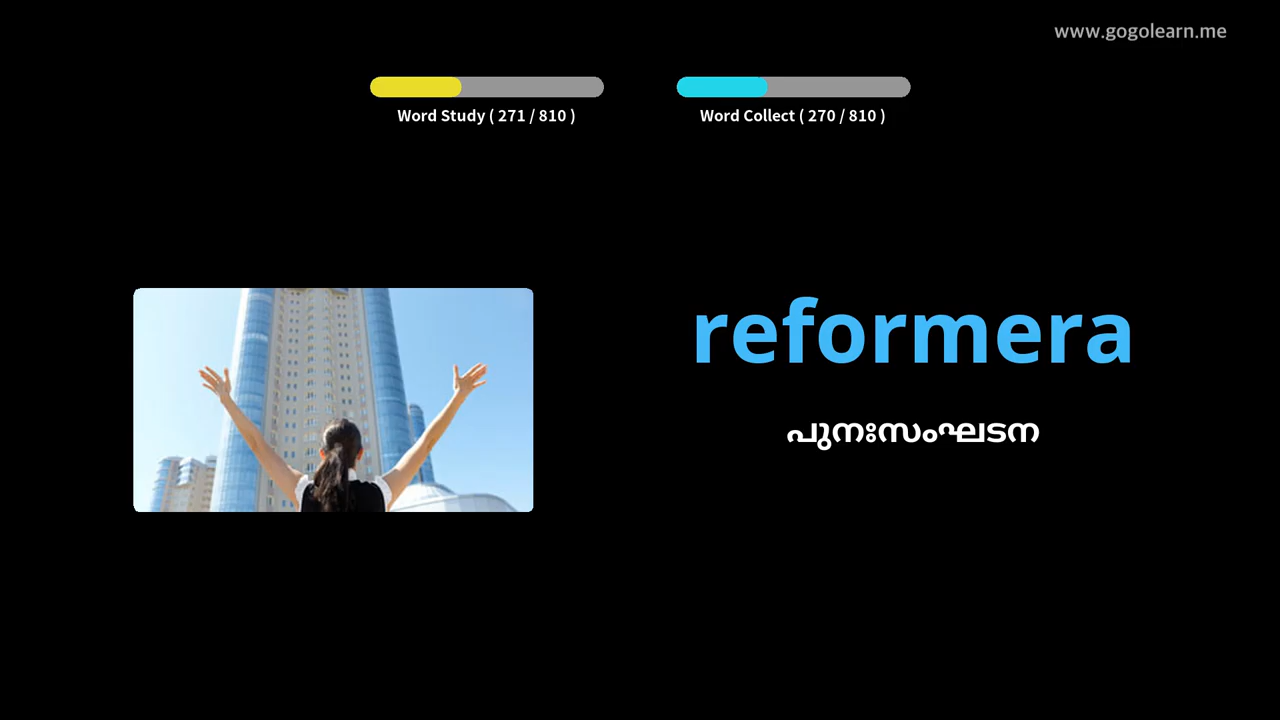 www.gogolearn.me
Word Study ( 271 / 810 )
Word Collect ( 270 / 810 )
reformera
പുനഃസംഘടന